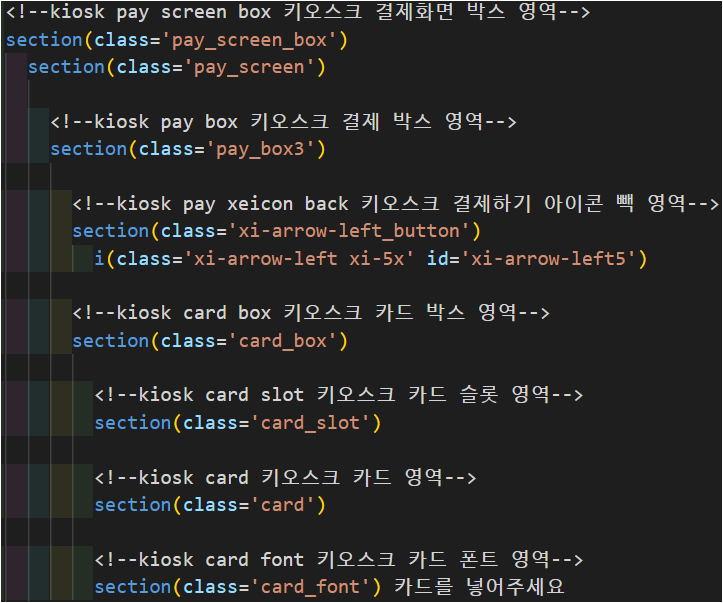 <!--kiosk pay screen box 키오스크 결제화면 박스 영역-->
section(class='pay_screen_box')
section(class='pay_screen')
<!--kiosk pay box 키오스크 결제 박스 영역-->
section(class='pay_box3')
<!--kiosk pay xeicon back 키오스크 결제하기 아이콘 빽 영역-->
section(class='xi-arrow-left_button')
i(class='xi-arrow-left xi-5x' id='xi-arrow-left5')
<!--kiosk card box 키오스크 카드 박스 영역-->
section(class='card_box')
<!--kiosk card slot 키오스크 카드 슬롯 영역-->
section(class='card_slot')
<!--kiosk card 키오스크 카드 영역-->
section(class='card')
<!--kiosk card font 키오스크 카드 폰트 영역-->
section(class='card_font') 카드를 넣어주세요